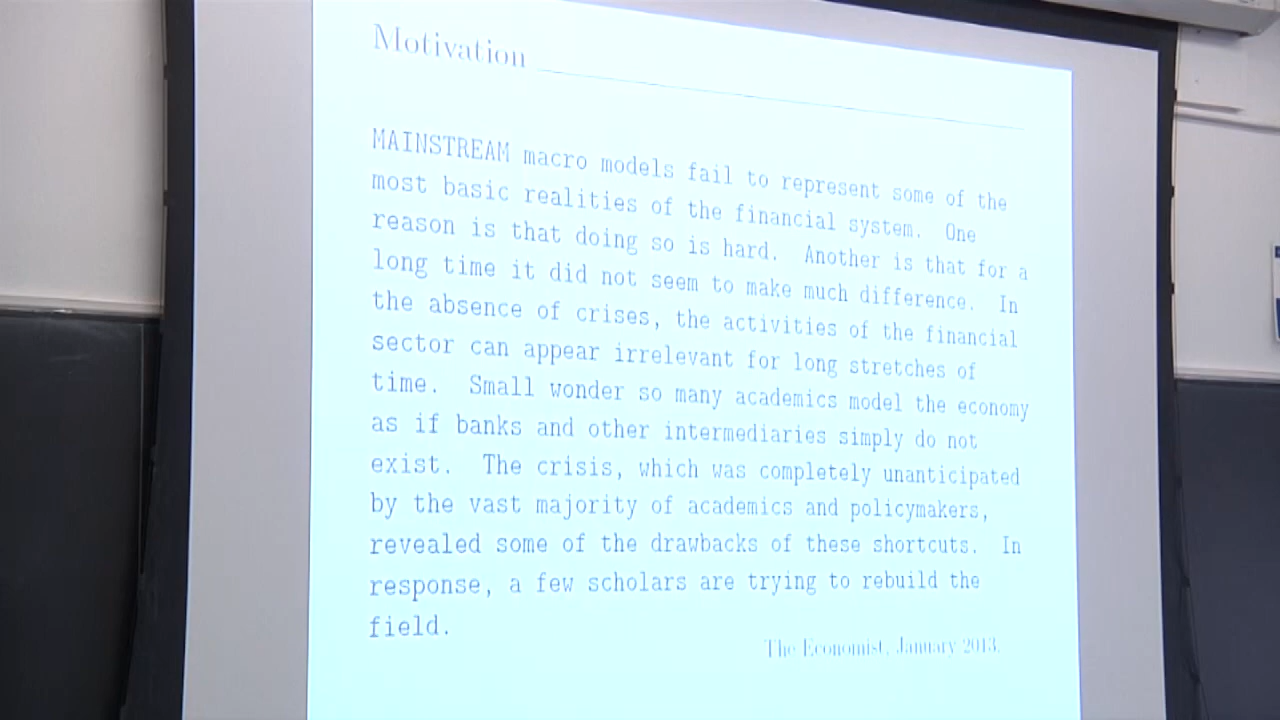 Motivation
MAINSTREAM macro models fail to represent some of the
most basic realities of the financial system. One
reason is that doing so is hard. Another is that for a
long time it did not seem to make much difference. In
the absence of crises, the activities of the financial
sector can appear irrelevant for long stretches of
time. Small wonder so many academics model the economy
as if banks and other intermediaries simply do not
exist. The crisis, which was completely unanticipated
by the vast majority of academics and policymakers,
revealed some of the drawbacks of these shortcuts. In
response, a few scholars are trying to rebuild the
field.
The Economist, January 2013.